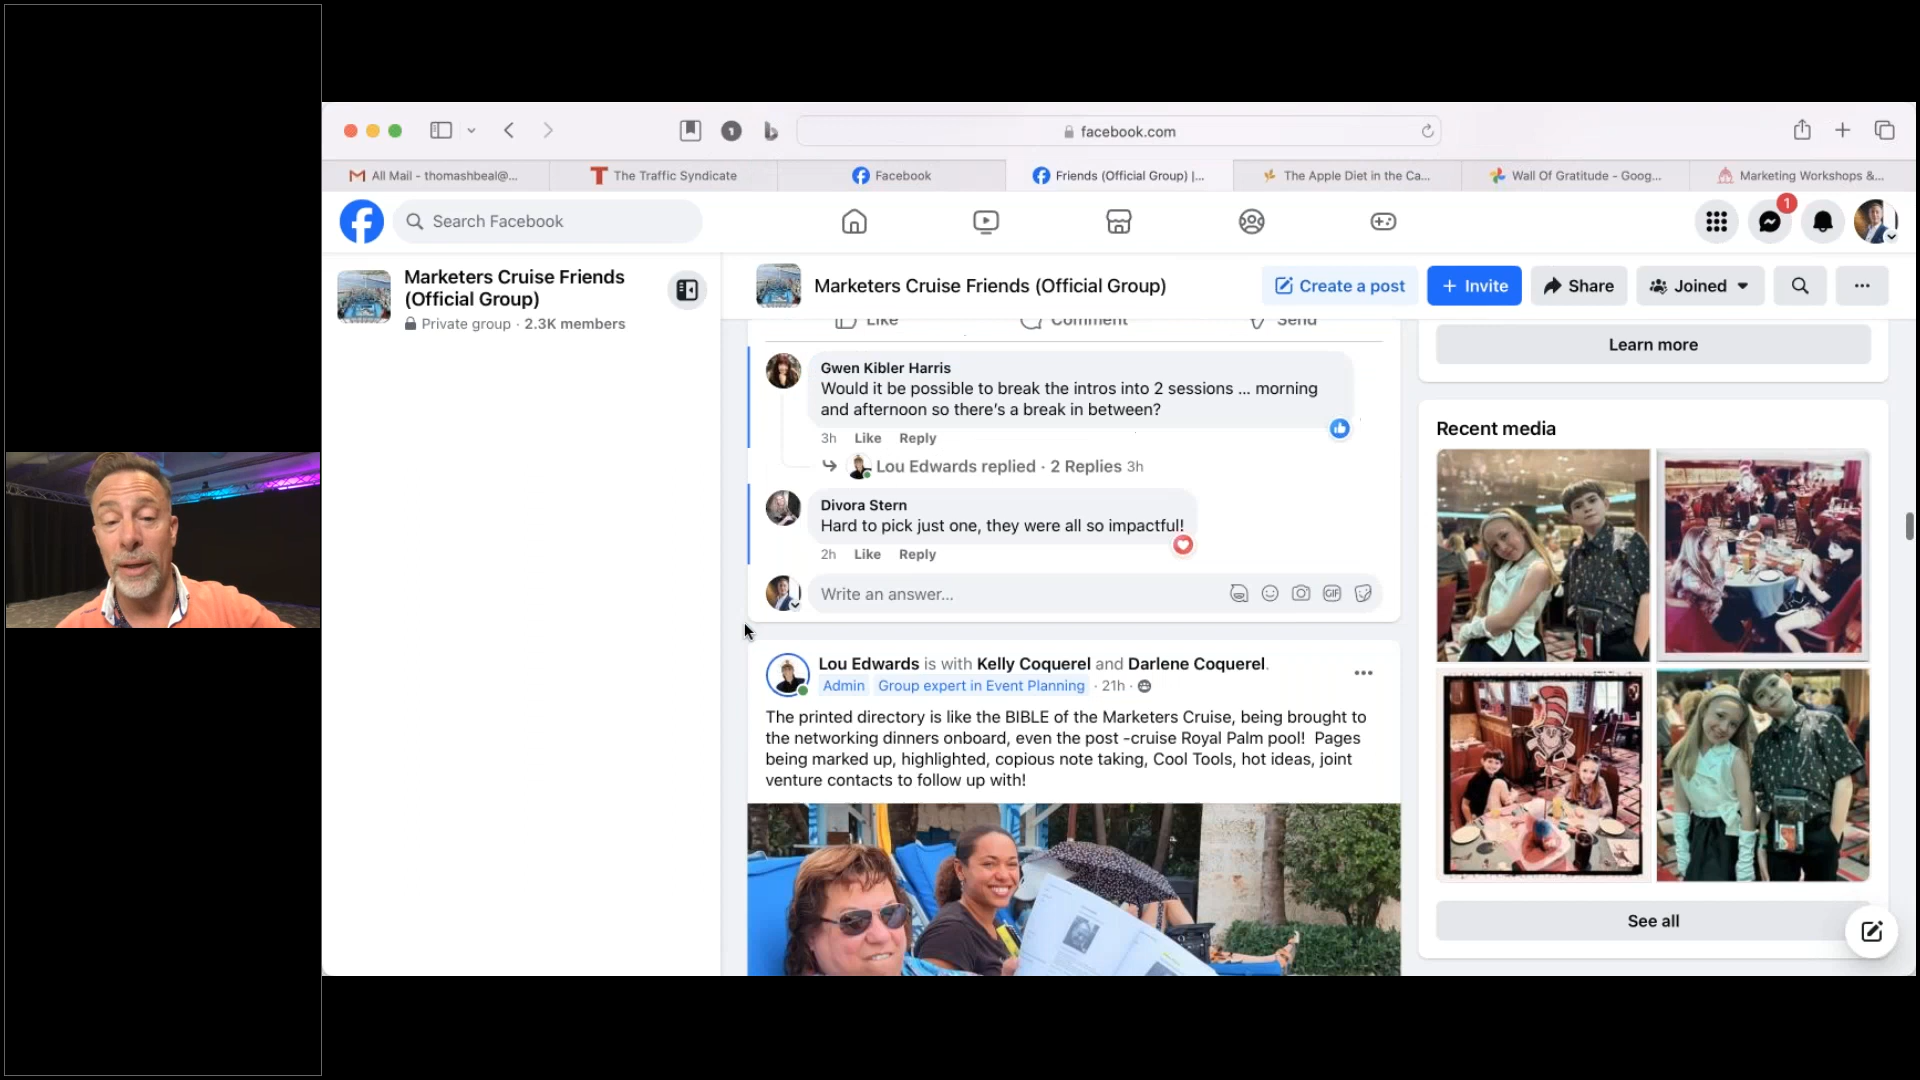 facebook.com
All Mail - thomashbeal@...
The Traffic Syndicate
Facebook
Friends (Official Group) |...
The Apple Diet in the Ca...
Wall Of Gratitude - Goog...
Marketing Workshops &...
Search Facebook
1
Marketers Cruise Friends
(Official Group)
Private group · 2.3K members
Marketers Cruise Friends (Official Group)
Create a post
+ Invite
Share
Joined
Like
Comment
Send
Gwen Kibler Harris
Would it be possible to break the intros into 2 sessions ... morning
and afternoon so there's a break in between?
3h Like Reply
Lou Edwards replied · 2 Replies 3h
Divora Stern
Hard to pick just one, they were all so impactful!
2h Like Reply
Write an answer...
GIF
Lou Edwards is with Kelly Coquerel and Darlene Coquerel.
Admin Group expert in Event Planning · 21h ·
The printed directory is like the BIBLE of the Marketers Cruise, being brought to
the networking dinners onboard, even the post -cruise Royal Palm pool! Pages
being marked up, highlighted, copious note taking, Cool Tools, hot ideas, joint
venture contacts to follow up with!
Learn more
Recent media
See all